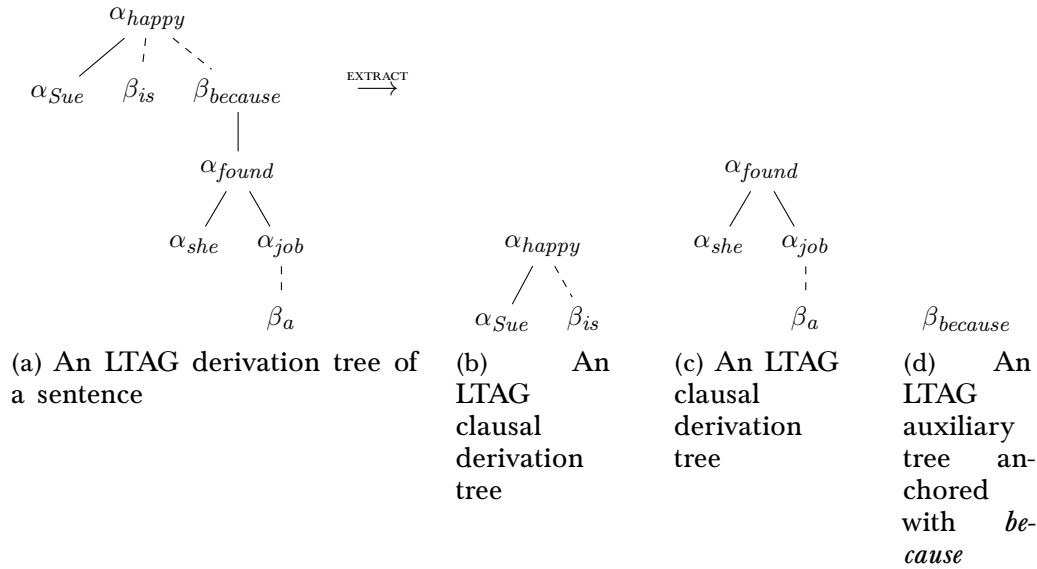 α_happy
α_Sue β_is β_because EXTRACT ⟶
α_found α_found
α_she α_job α_happy α_she α_job
β_a α_Sue β_is β_a β_because
(a) An LTAG derivation tree of
a sentence
(b) An
LTAG
clausal
derivation
tree
(c) An LTAG
clausal
derivation
tree
(d) An
LTAG
auxiliary
tree an-
chored
with be-
cause